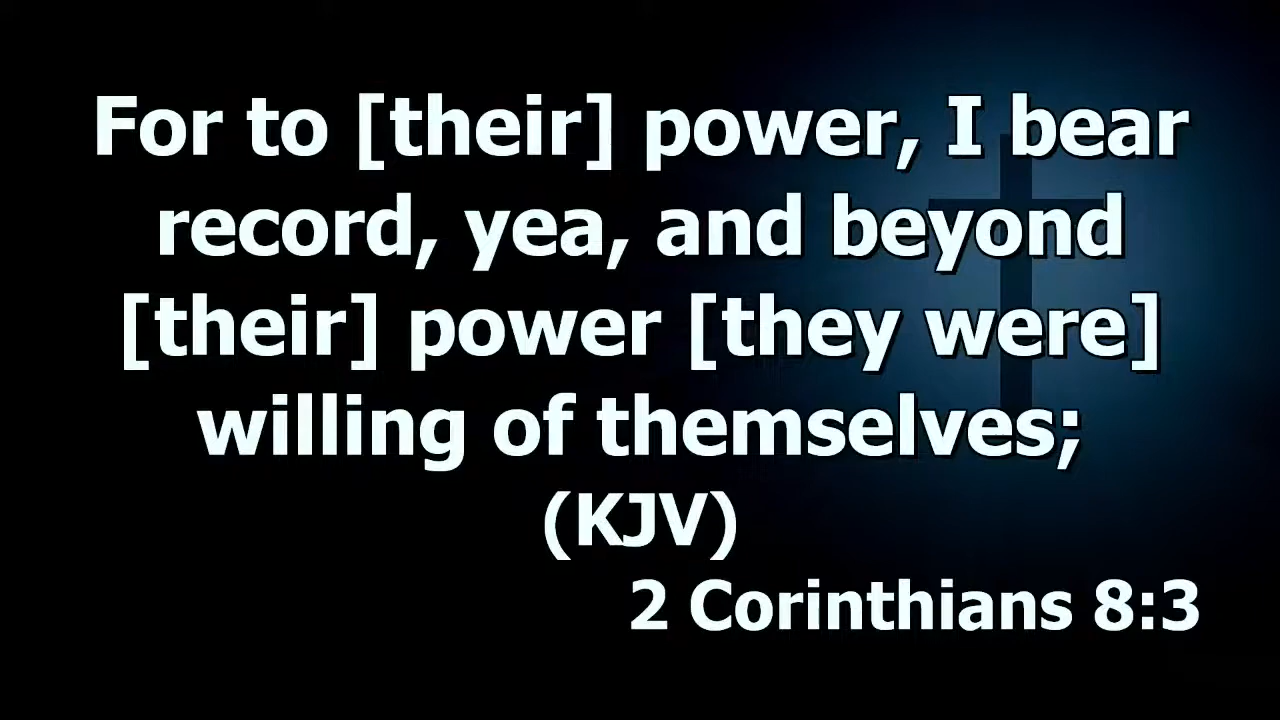 For to [their] power, I bear
record, yea, and beyond
[their] power [they were]
willing of themselves;
(KJV)
2 Corinthians 8:3